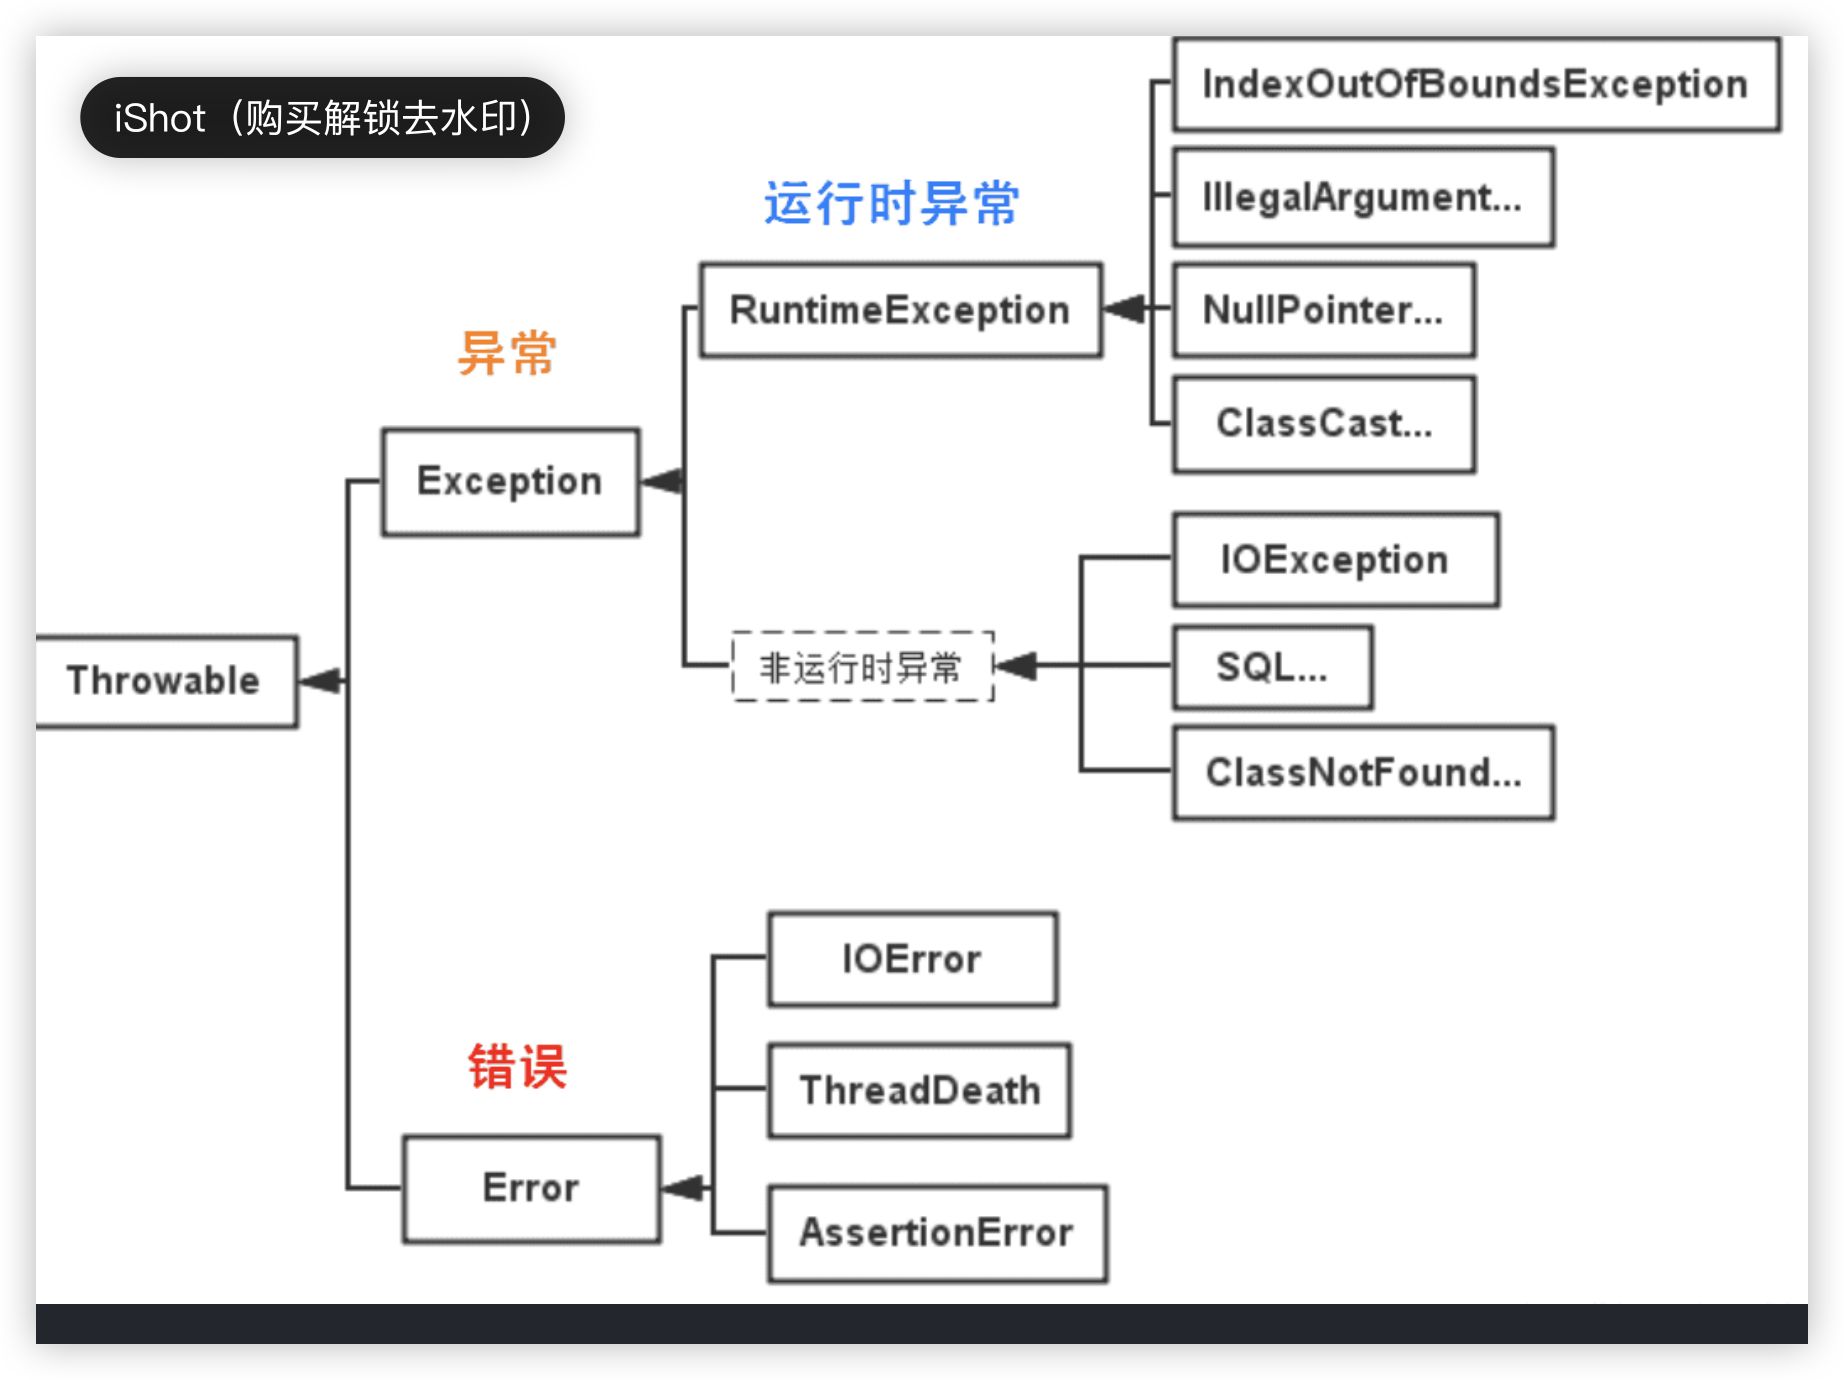 iShot（购买解锁去水印）
IndexOutOfBoundsException
IllegalArgument...
运行时异常
RuntimeException
NullPointer...
异常
ClassCast...
Exception
IOException
非运行时异常
SQL...
Throwable
ClassNotFound...
IOError
错误
ThreadDeath
Error
AssertionError